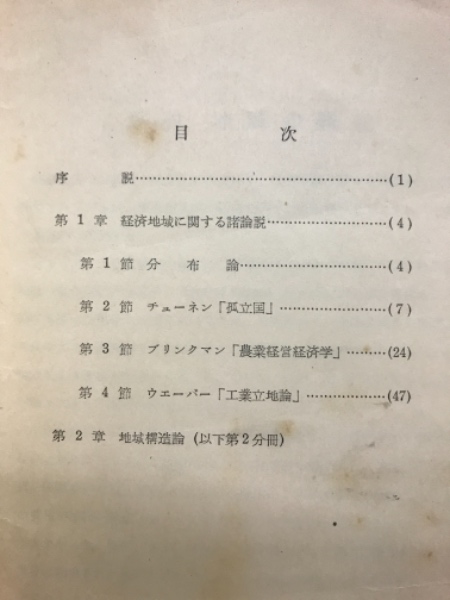 目次
序説……(1)
第1章 経済地域に関する諸論説……(4)
第1節 分布論……(4)
第2節 チューネン「孤立国」……(7)
第3節 ブリンクマン「農業経営経済学」……(24)
第4節 ウエーバー「工業立地論」……(47)
第2章 地域構造論 (以下第2分冊)